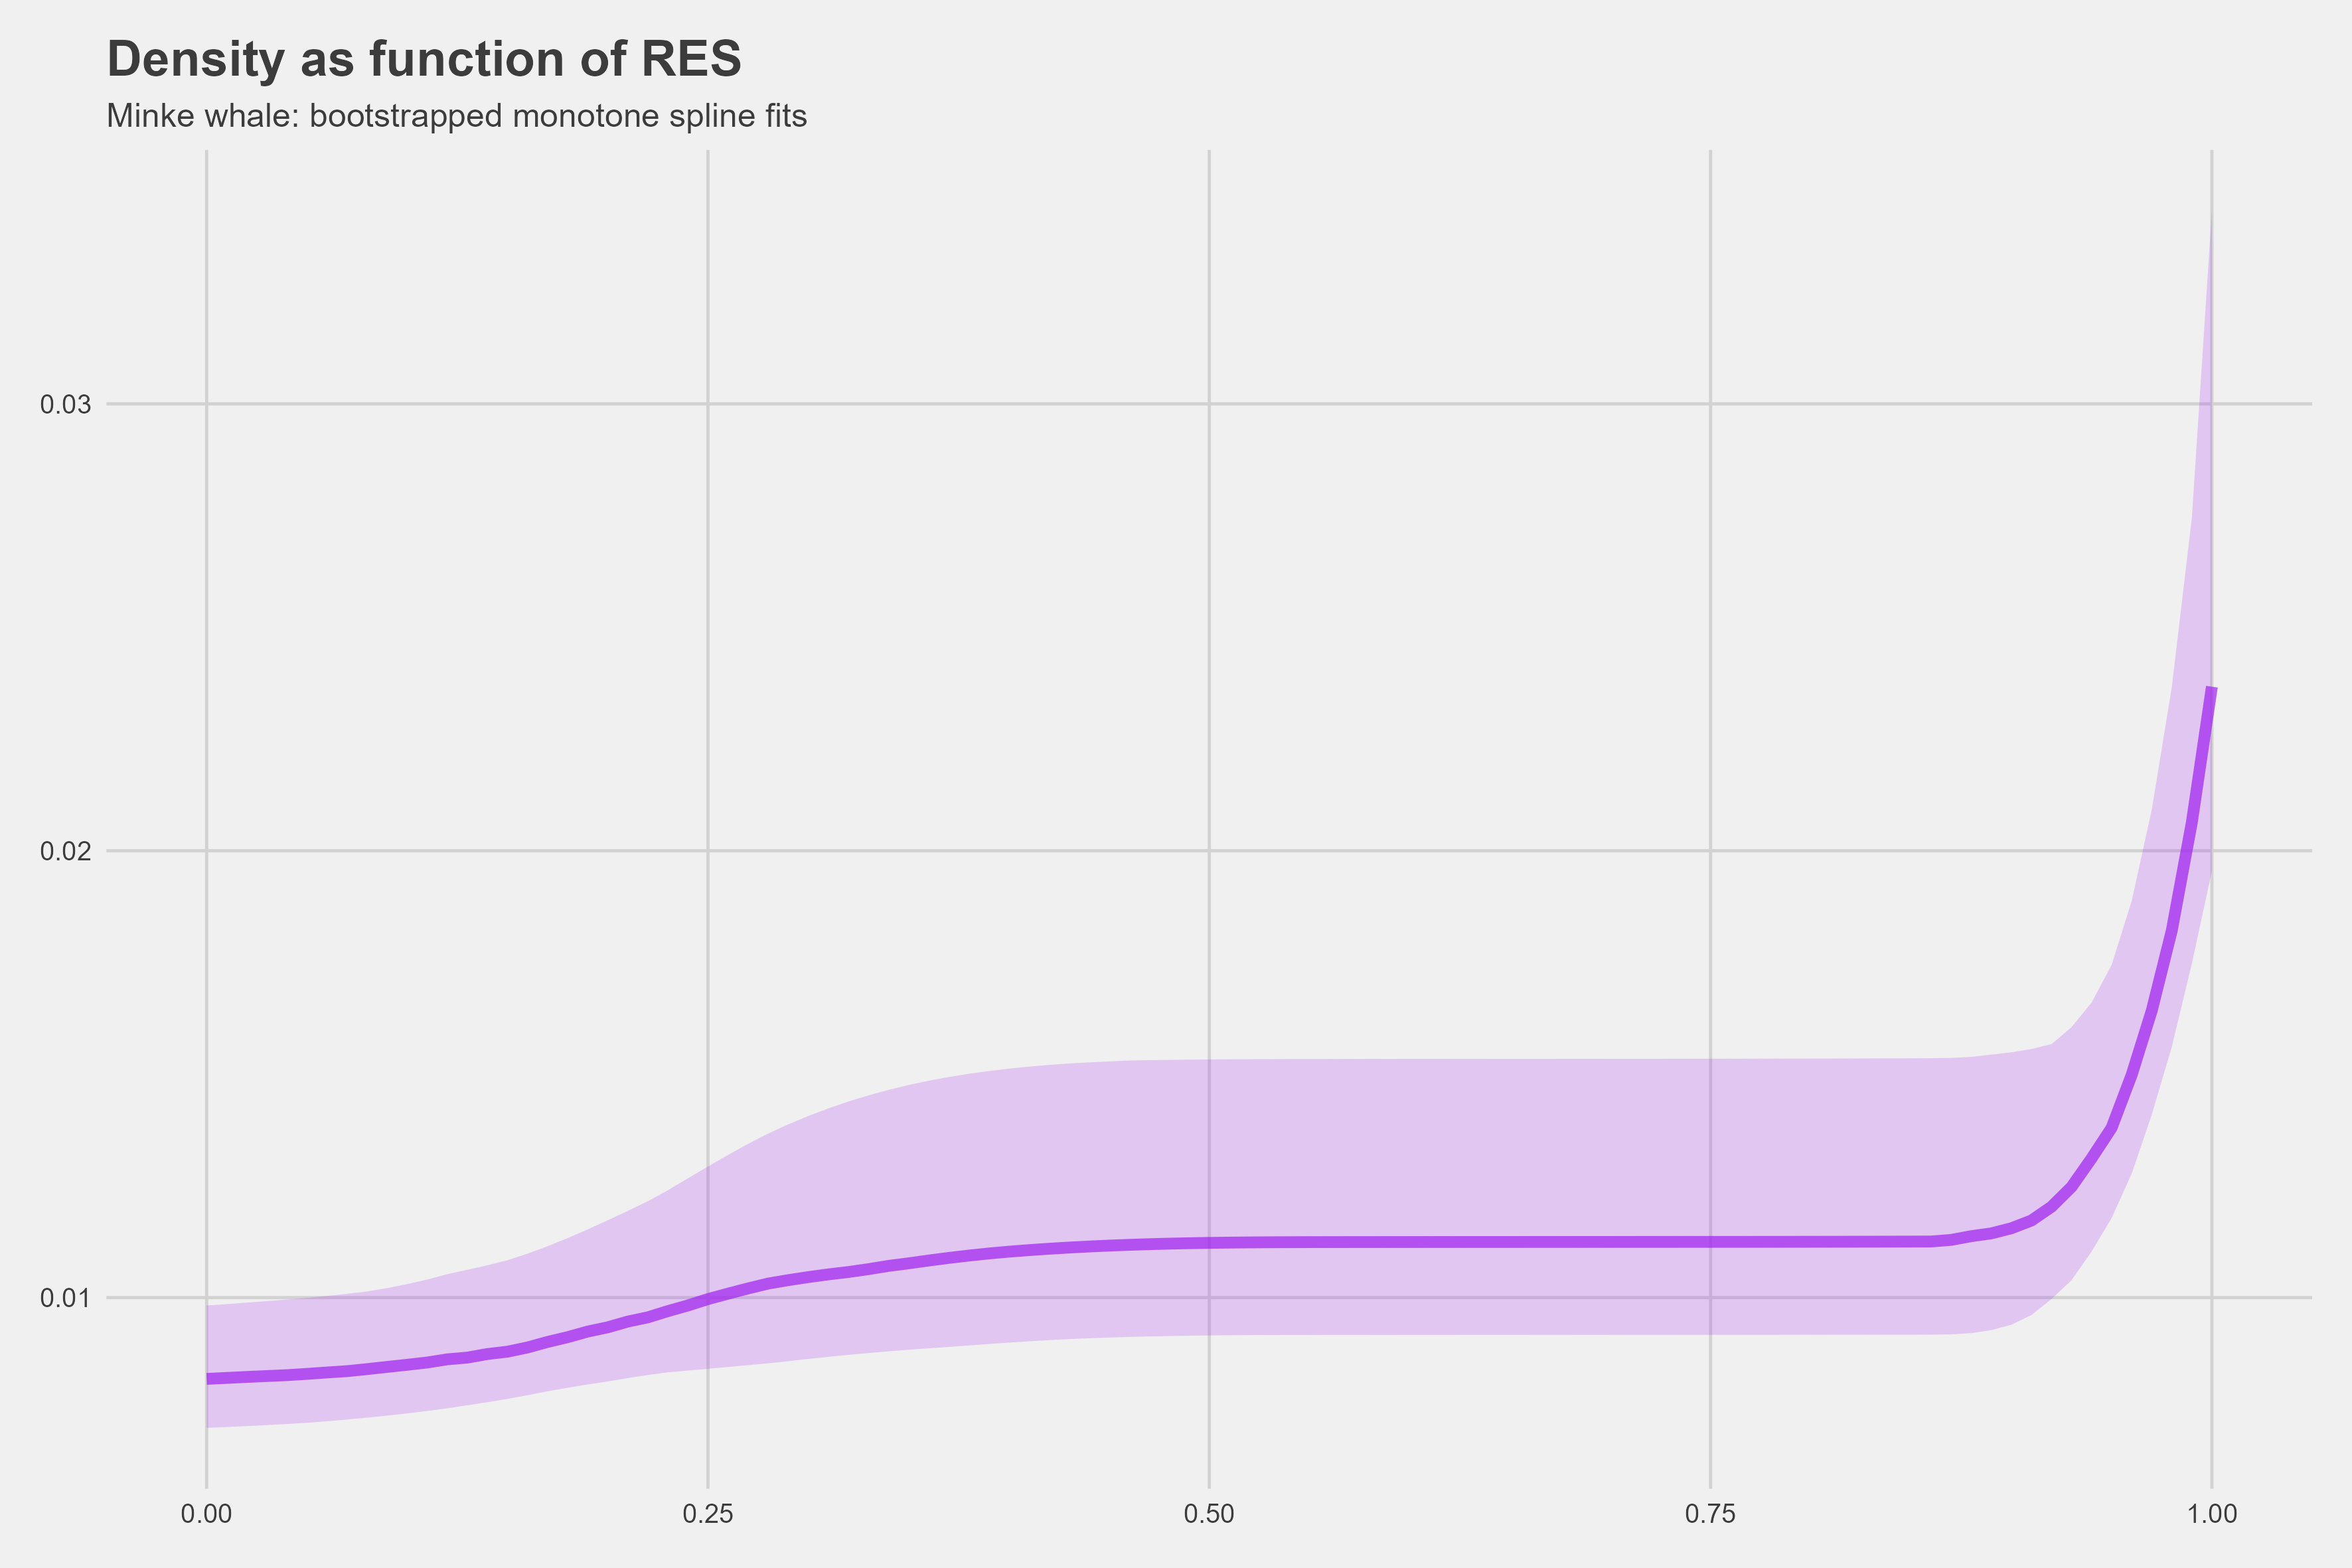 Density as function of RES
Minke whale: bootstrapped monotone spline fits
0.03
0.02
0.01
0.00 0.25 0.50 0.75 1.00